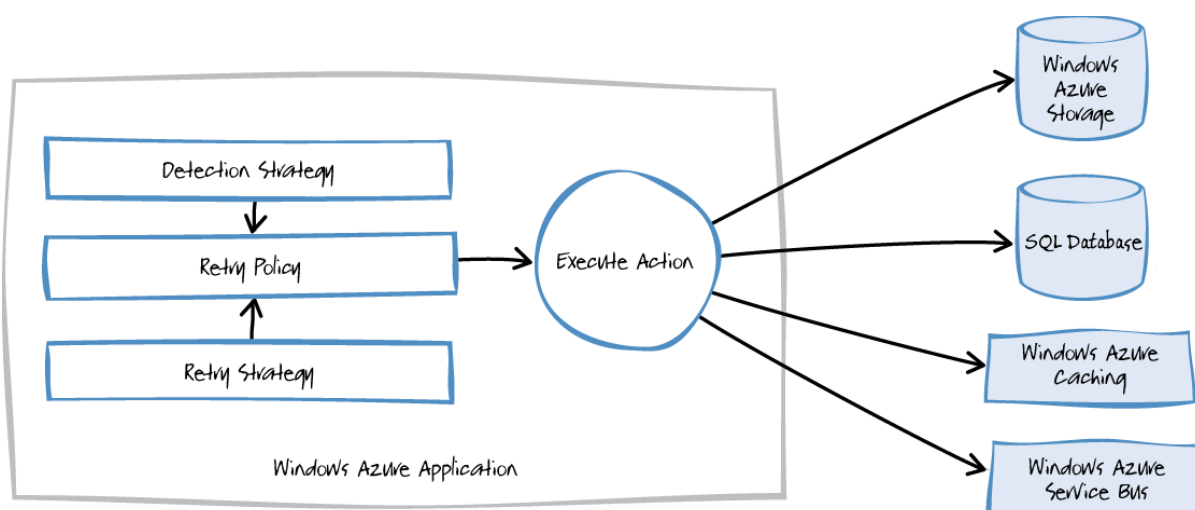 Windows
Azure
Storage
Detection Strategy
Retry Policy
Execute Action
SQL Database
Retry Strategy
Windows Azure
Caching
Windows Azure Application
Windows Azure
Service Bus